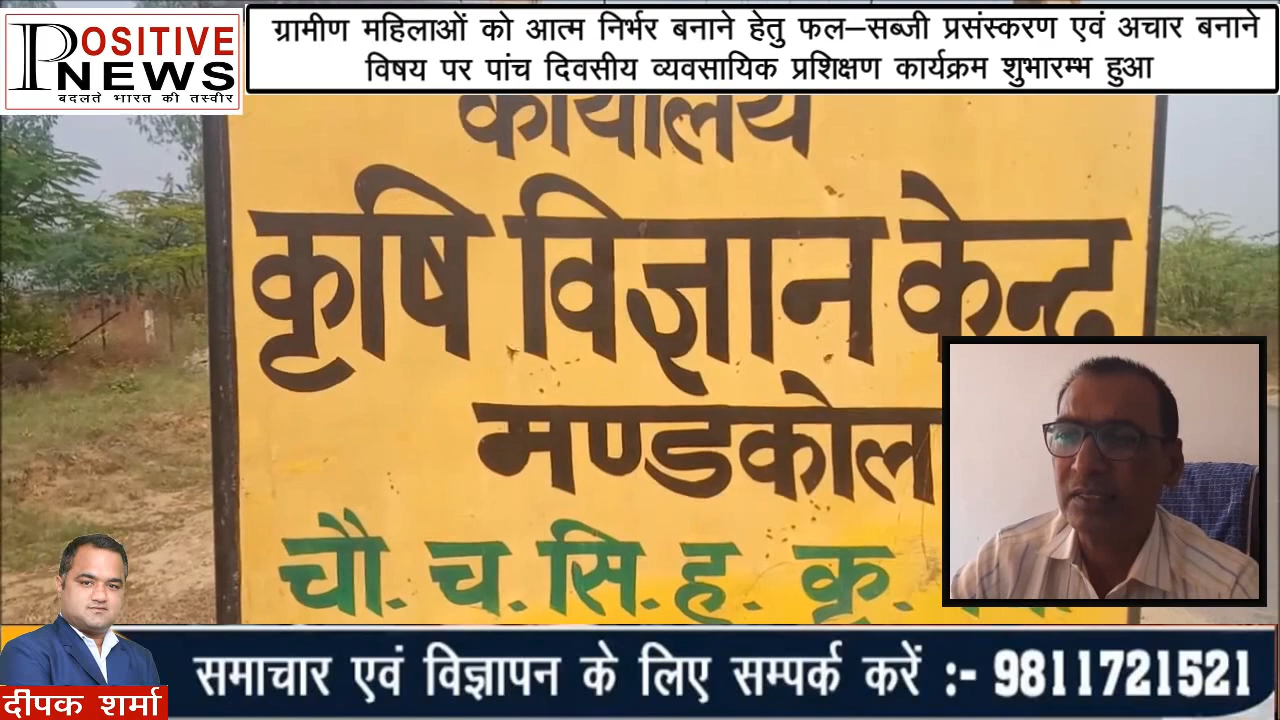 POSITIVE
NEWS
बदलते भारत की तस्वीर
ग्रामीण महिलाओं को आत्म निर्भर बनाने हेतु फल–सब्जी प्रसंस्करण एवं अचार बनाने
विषय पर पांच दिवसीय व्यवसायिक प्रशिक्षण कार्यक्रम शुभारम्भ हुआ
कार्यालय
कृषि विज्ञान केन्द्र
मण्डकोला
चौ. च. सि. ह. कृ.
समाचार एवं विज्ञापन के लिए सम्पर्क करें :- 9811721521
दीपक शर्मा